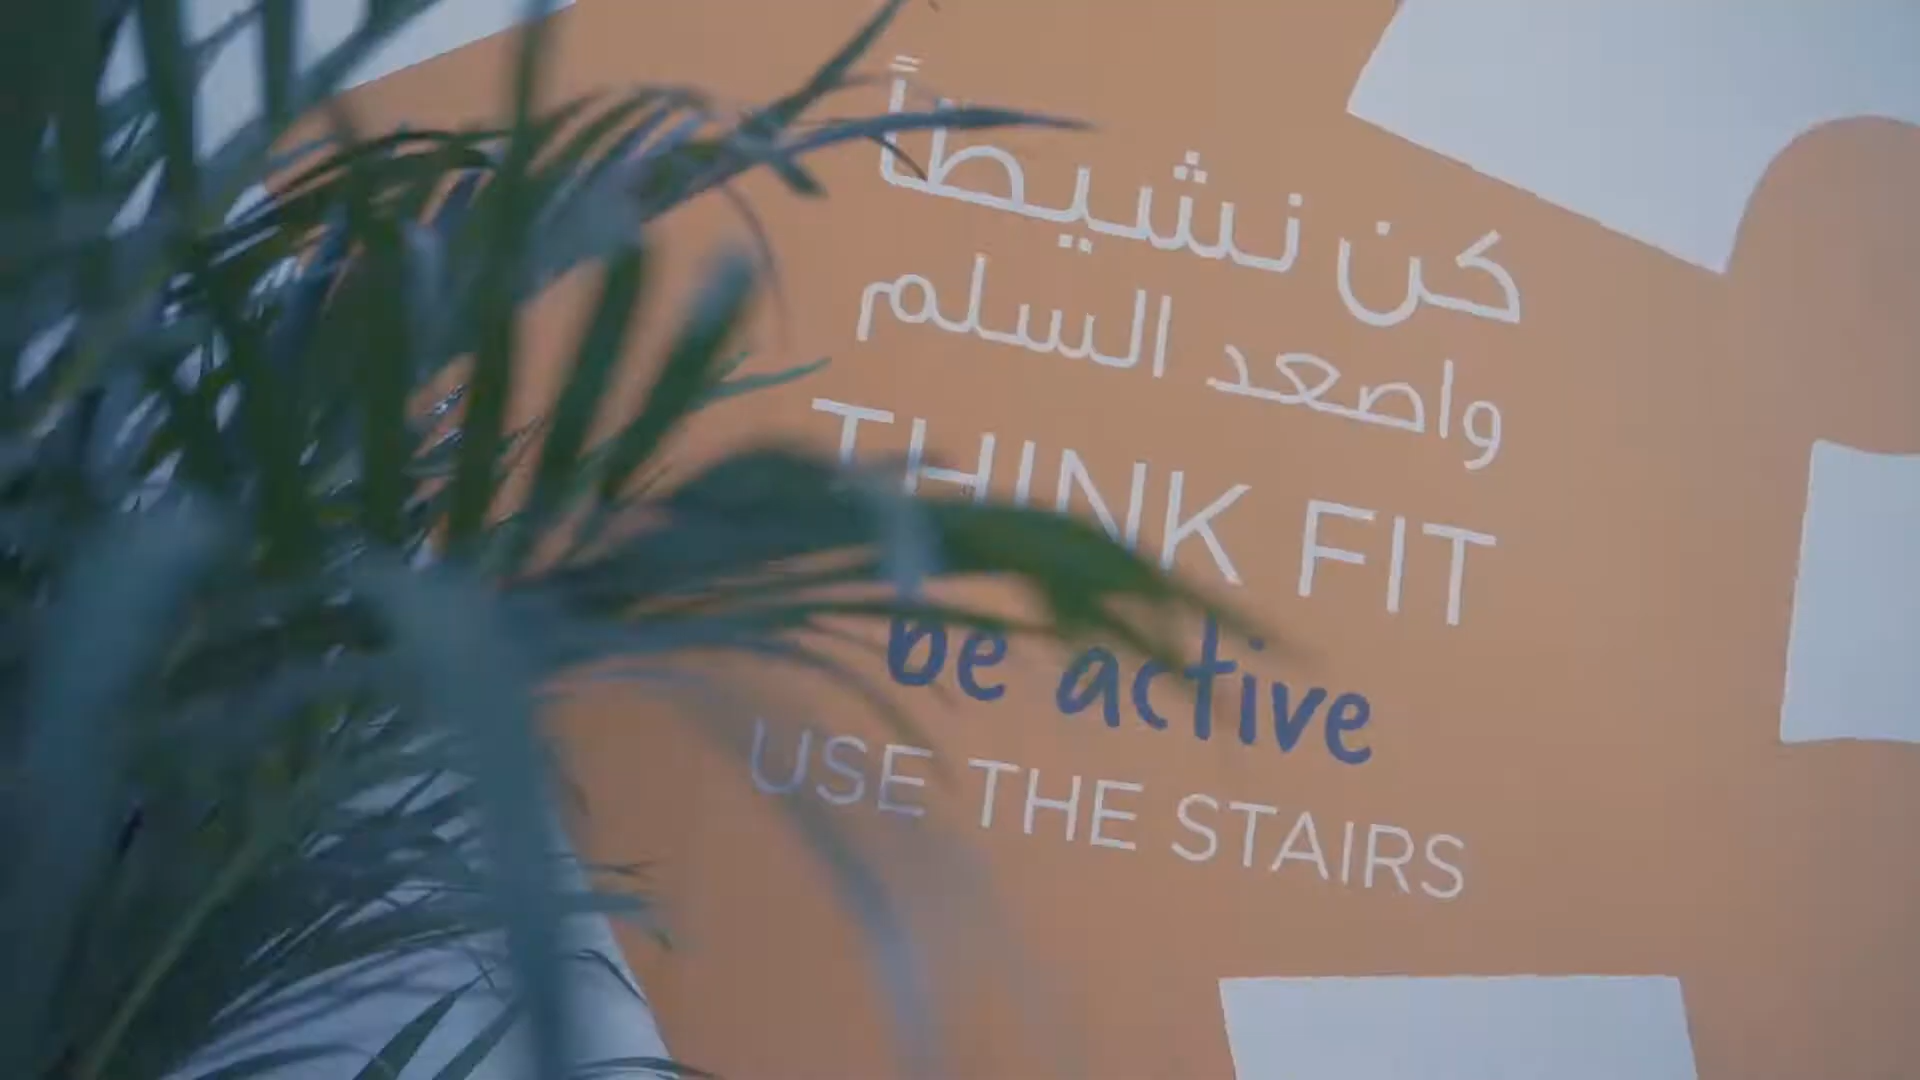 كن نشيطاً
واصعد السلم
THINK FIT
be active
USE THE STAIRS